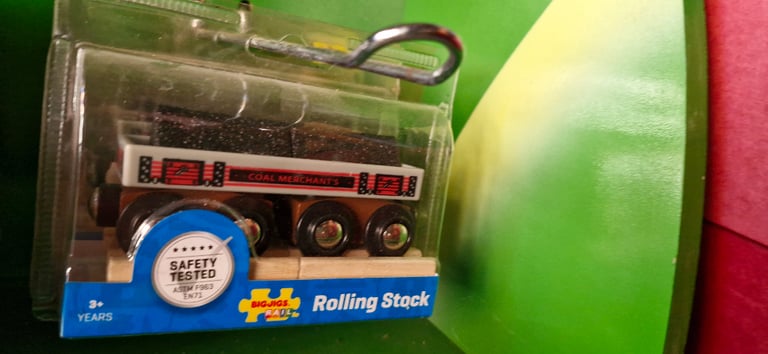 COAL MERCHANT'S
SAFETY
TESTED
ASTM F963
EN71
3+
YEARS
BIGJIGS
RAIL
Rolling Stock